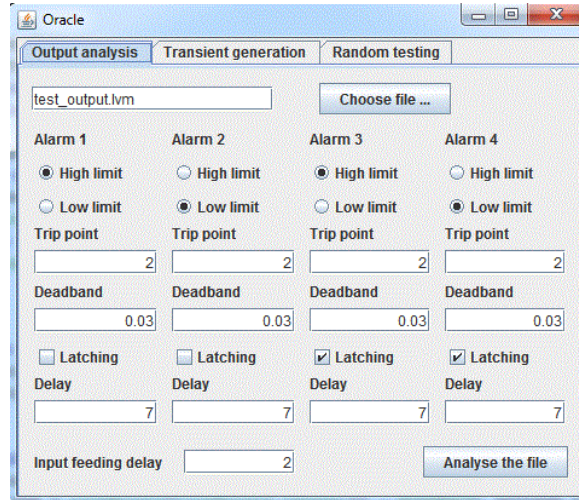 Oracle
Output analysis Transient generation Random testing
test_output.lvm Choose file ...
Alarm 1 Alarm 2 Alarm 3 Alarm 4
High limit High limit High limit High limit
Low limit Low limit Low limit Low limit
Trip point Trip point Trip point Trip point
2 2 2 2
Deadband Deadband Deadband Deadband
0.03 0.03 0.03 0.03
Latching Latching Latching Latching
Delay Delay Delay Delay
7 7 7 7
Input feeding delay 2 Analyse the file